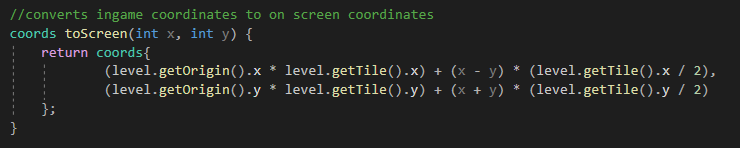 //converts ingame coordinates to on screen coordinates
coords toScreen(int x, int y) {
return coords{
(level.getOrigin().x * level.getTile().x) + (x - y) * (level.getTile().x / 2),
(level.getOrigin().y * level.getTile().y) + (x + y) * (level.getTile().y / 2)
};
}